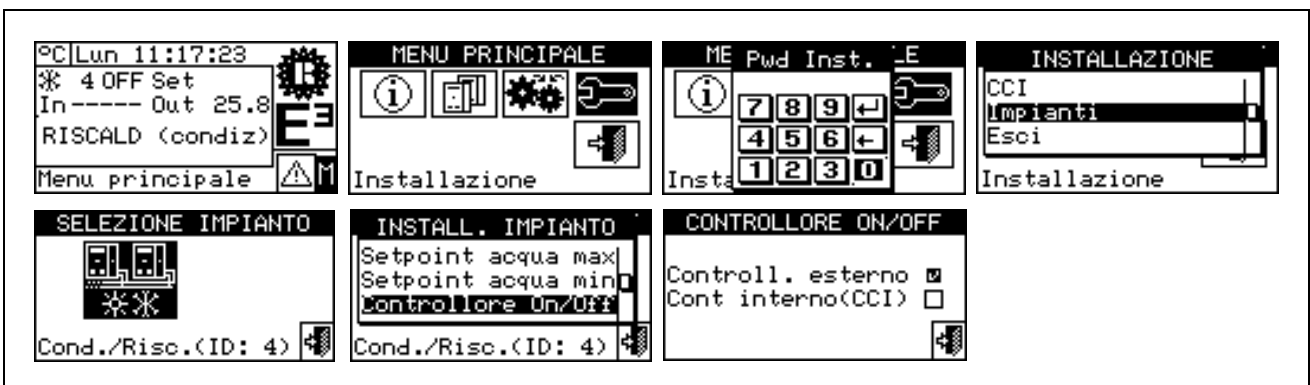 °C Lun 11:17:23
4 OFF Set
In ----- Out 25.8
RISCALD (condiz)
E³
Menu principale M
MENU PRINCIPALE
i
Installazione
ME Pwd Inst. LE
i
7 8 9
4 5 6
1 2 3 0
Insta
INSTALLAZIONE
CCI
Impianti
Esci
Installazione
SELEZIONE IMPIANTO
Cond./Risc.(ID: 4)
INSTALL. IMPIANTO
Setpoint acqua max
Setpoint acqua min
Controllore On/Off
Cond./Risc.(ID: 4)
CONTROLLORE ON/OFF
Controll. esterno
Cont interno(CCI)